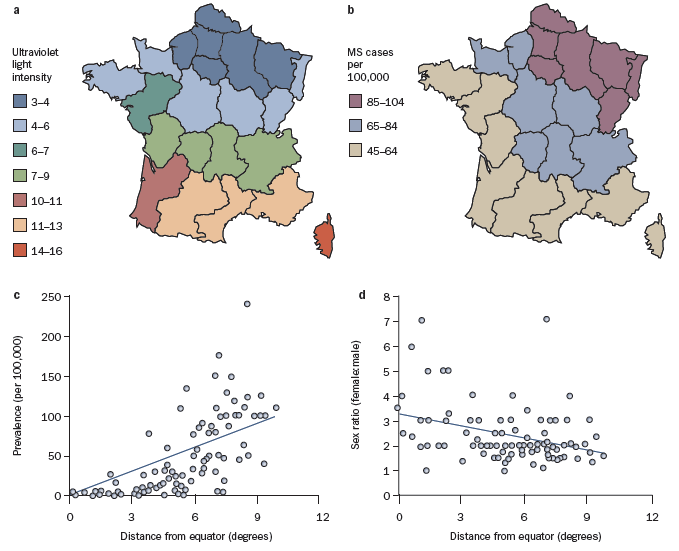 a
Ultraviolet
light
intensity
3–4
4–6
6–7
7–9
10–11
11–13
14–16
b
MS cases
per
100,000
85–104
65–84
45–64
c
Prevalence (per 100,000)
250
200
150
100
50
0
0 3 6 9 12
Distance from equator (degrees)
d
Sex ratio (female:male)
8
7
6
5
4
3
2
1
0
0 3 6 9 12
Distance from equator (degrees)